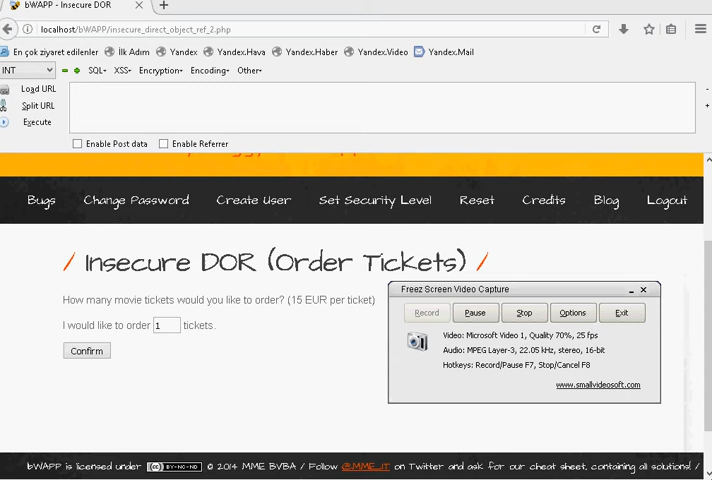 bWAPP - Insecure DOR
localhost/bWAPP/insecure_direct_object_ref_2.php
En çok ziyaret edilenler İlk Adım Yandex Yandex.Hava Yandex.Haber Yandex.Video Yandex.Mail
INT SQL XSS Encryption Encoding Other
Load URL
Split URL
Execute
Enable Post data Enable Referrer
Bugs Change Password Create User Set Security Level Reset Credits Blog Logout
/ Insecure DOR (Order Tickets) /
How many movie tickets would you like to order? (15 EUR per ticket)
I would like to order 1 tickets.
Confirm
Freez Screen Video Capture
Record Pause Stop Options Exit
Video: Microsoft Video 1, Quality 70%, 25 fps
Audio: MPEG Layer-3, 22.05 kHz, stereo, 16-bit
Hotkeys: Record/Pause F7, Stop/Cancel F8
www.smallvideosoft.com
bWAPP is licensed under CC BY-NC-ND © 2014 MME BVBA / Follow @MME_IT on Twitter and ask for our cheat sheet, containing all solutions! /